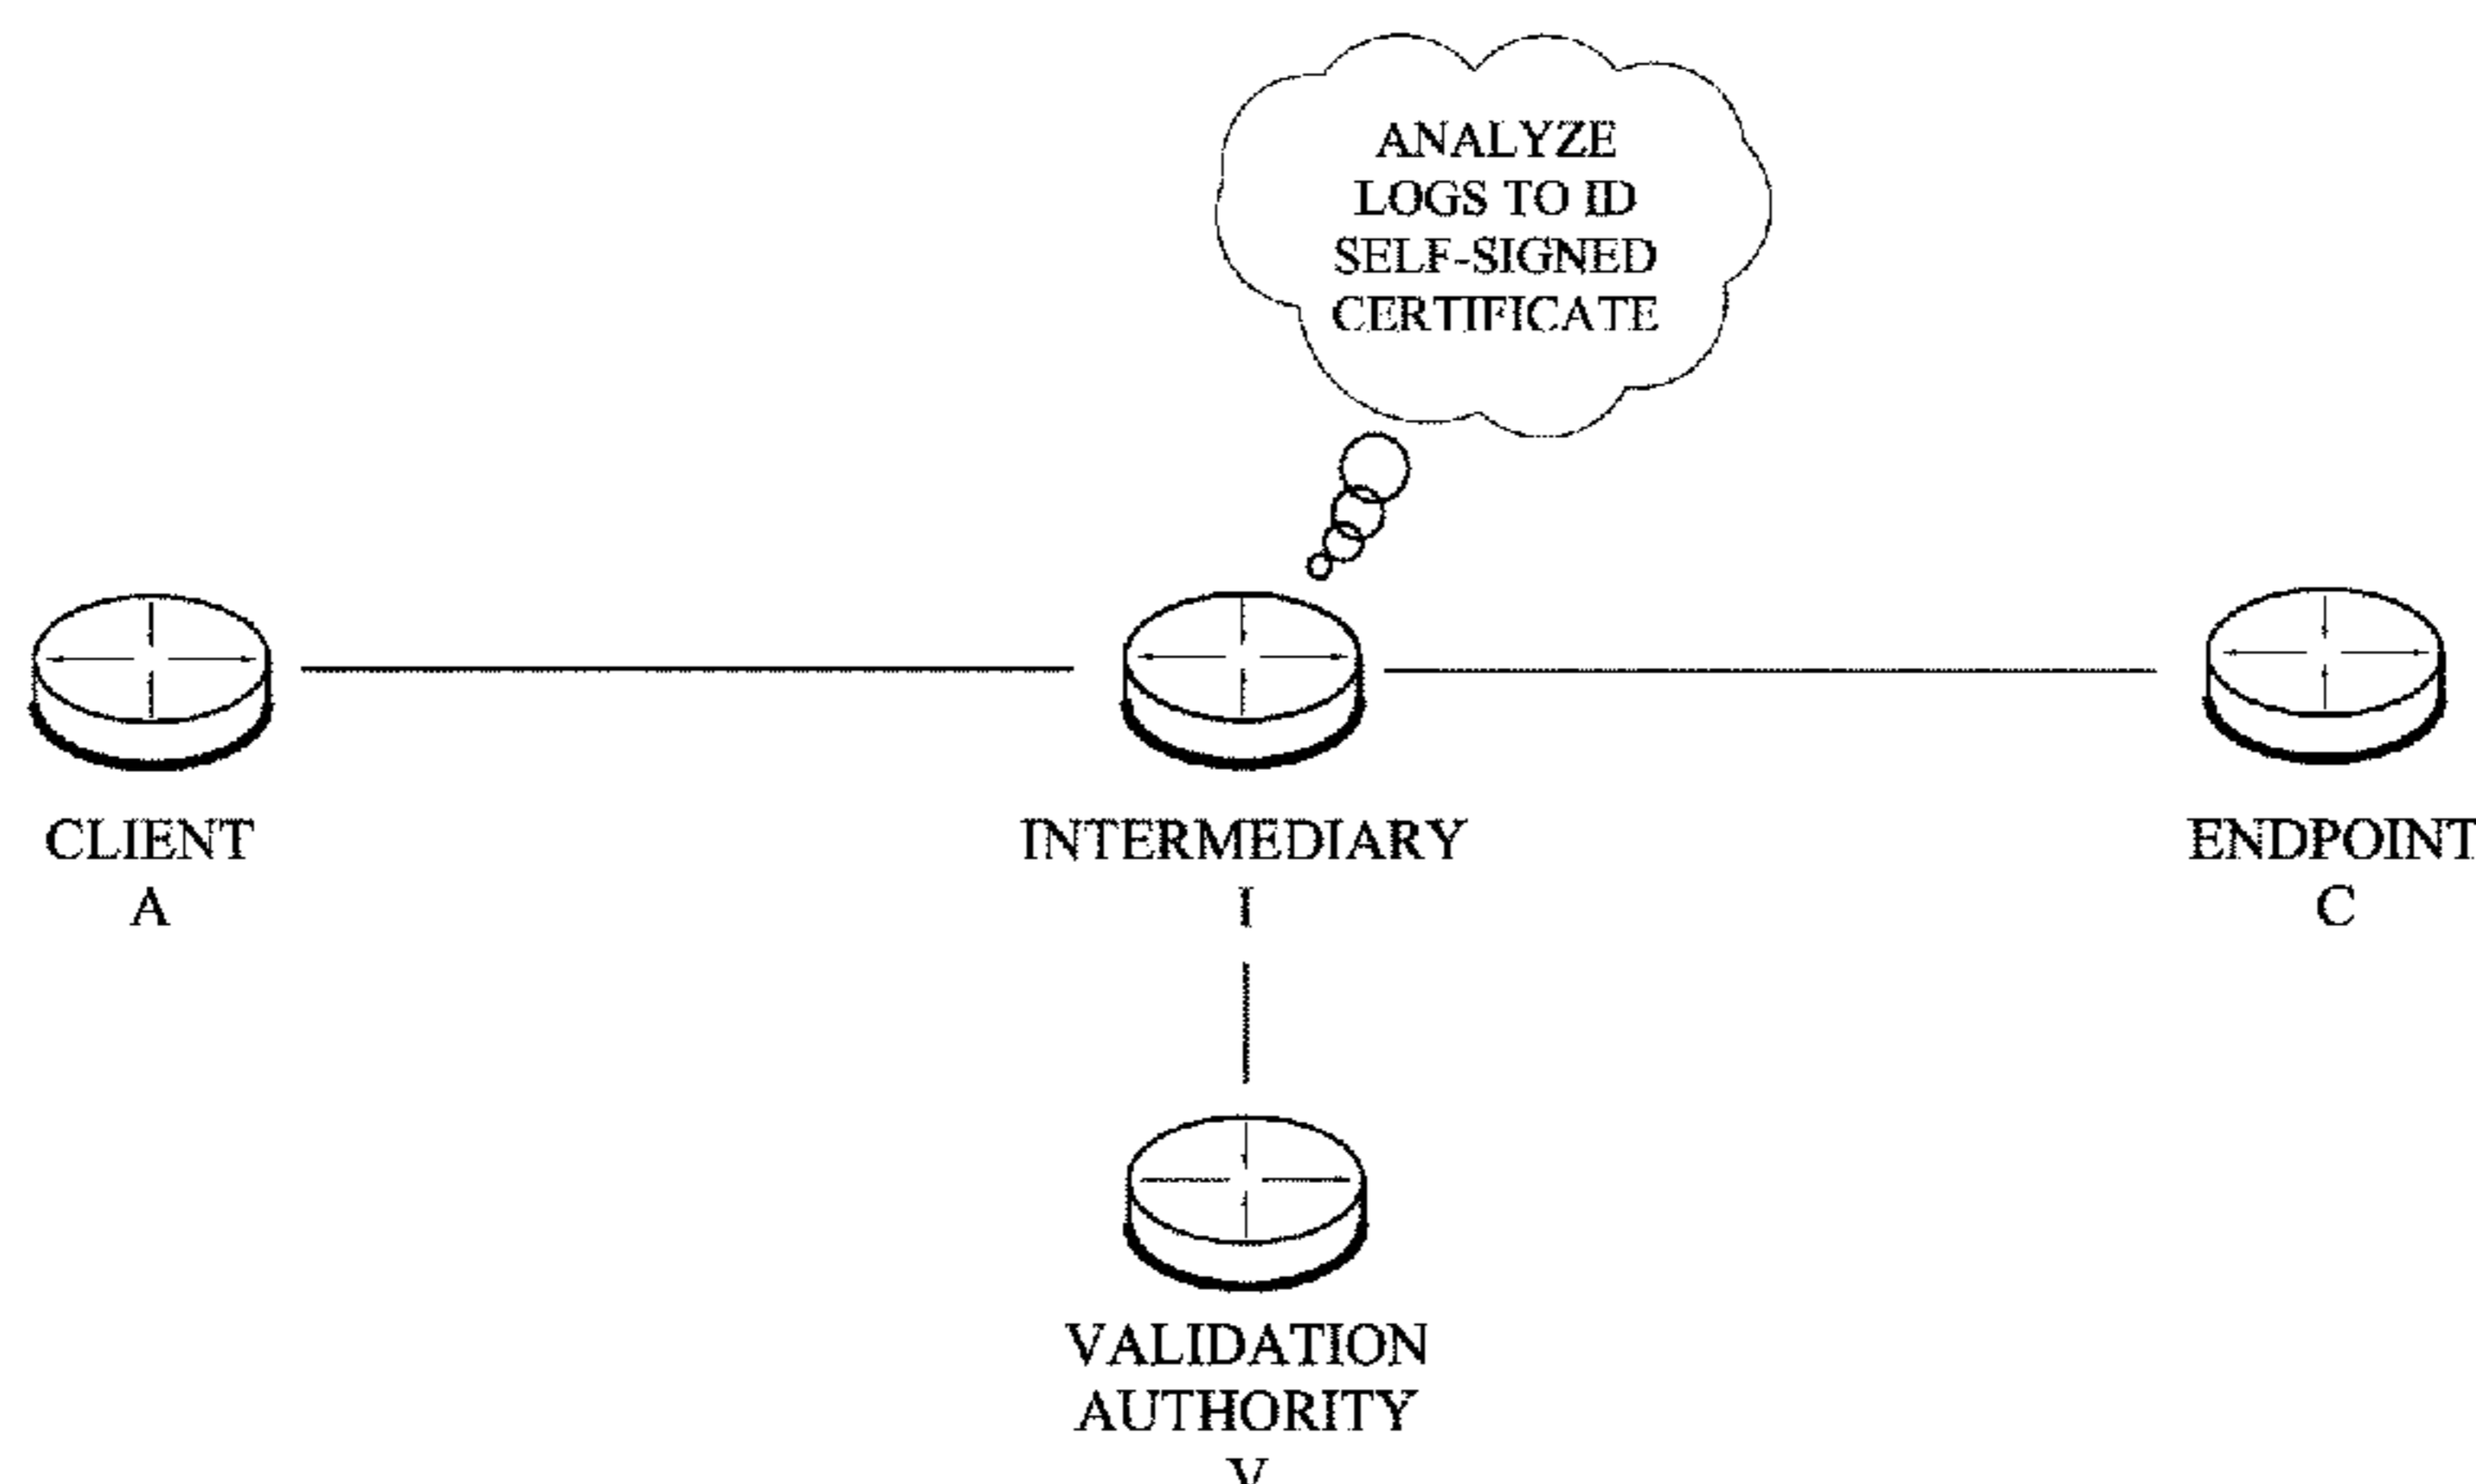 ANALYZE
LOGS TO ID
SELF-SIGNED
CERTIFICATE
CLIENT
A
INTERMEDIARY
I
ENDPOINT
C
VALIDATION
AUTHORITY
V